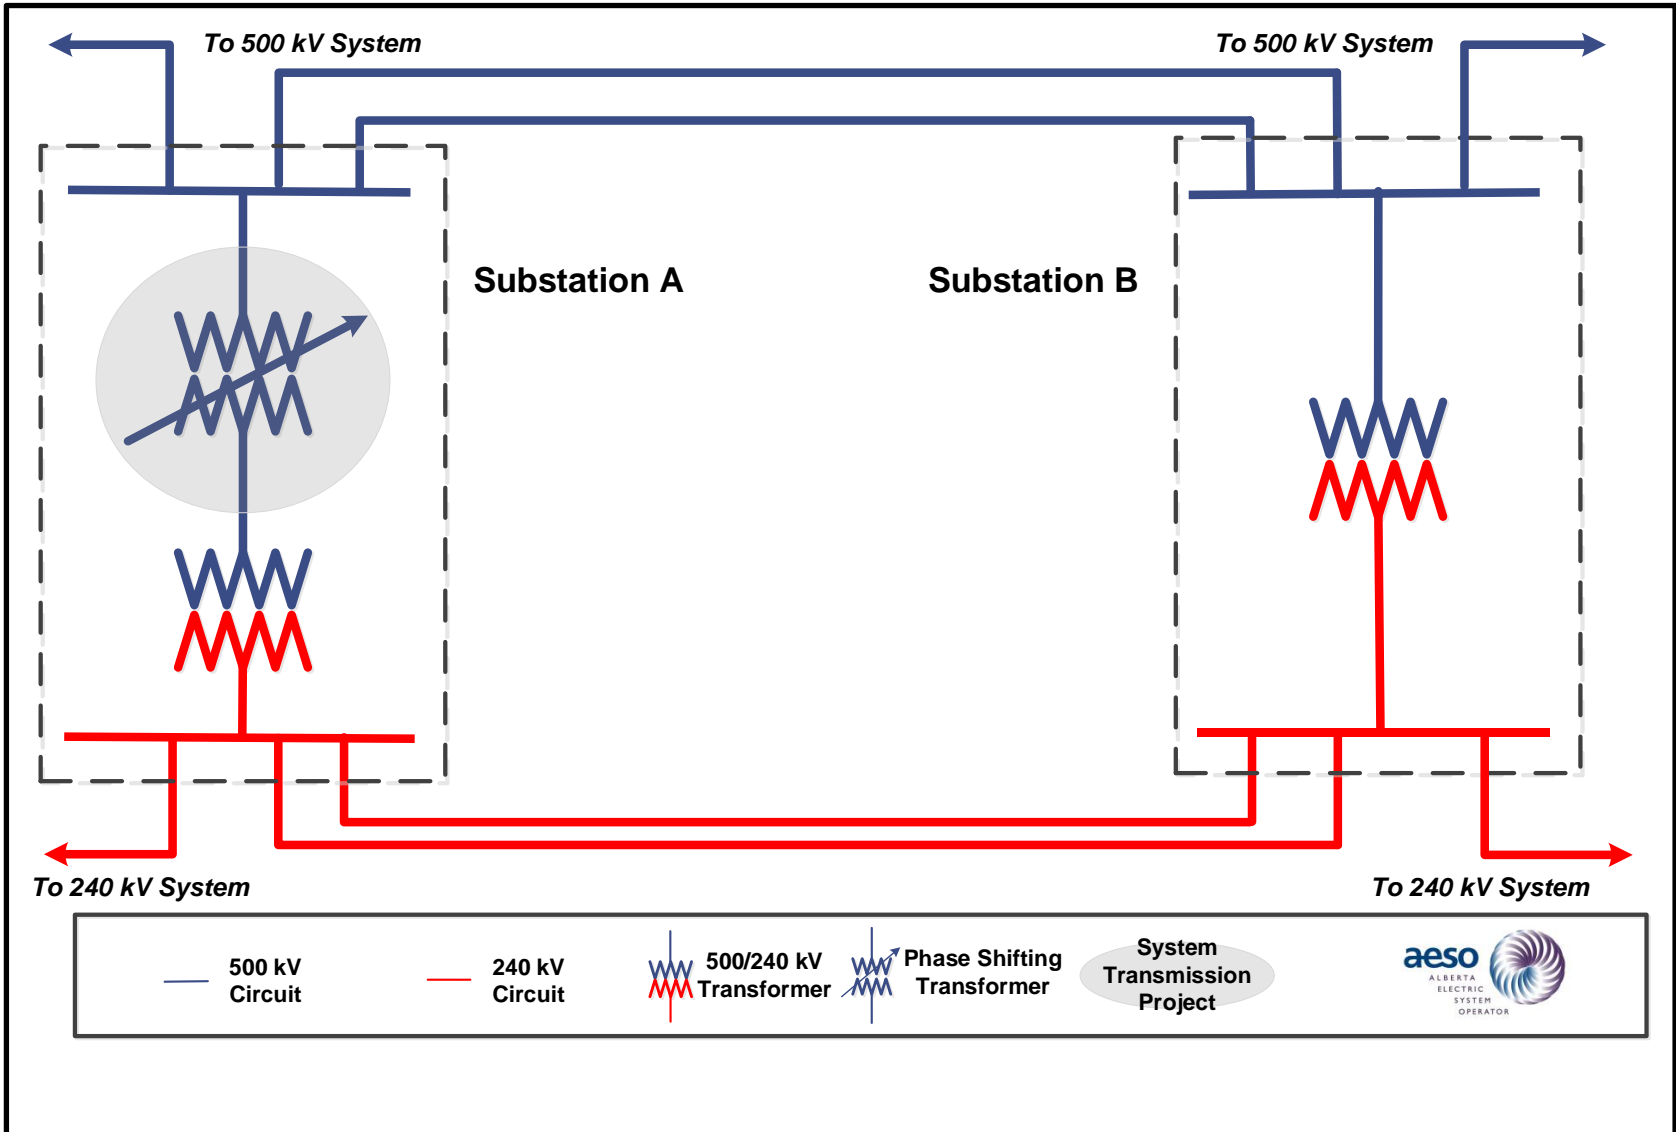 To 500 kV System
To 500 kV System
Substation A
Substation B
To 240 kV System
To 240 kV System
500 kV
Circuit
240 kV
Circuit
500/240 kV
Transformer
Phase Shifting
Transformer
System
Transmission
Project
aeso
ALBERTA
ELECTRIC
SYSTEM
OPERATOR